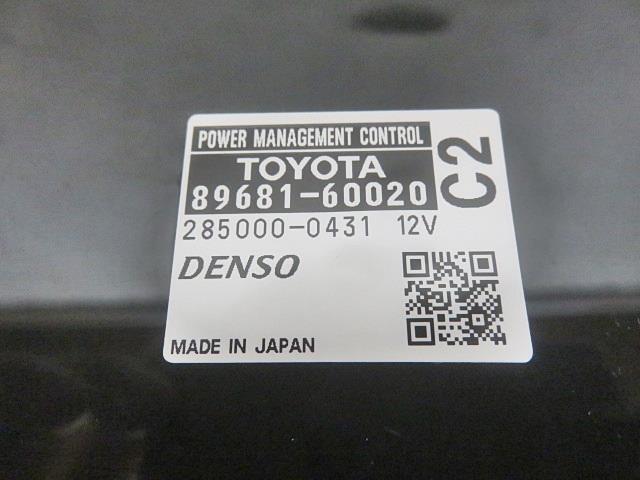 POWER MANAGEMENT CONTROL
TOYOTA
89681-60020
C2
285000-0431 12V
DENSO
MADE IN JAPAN